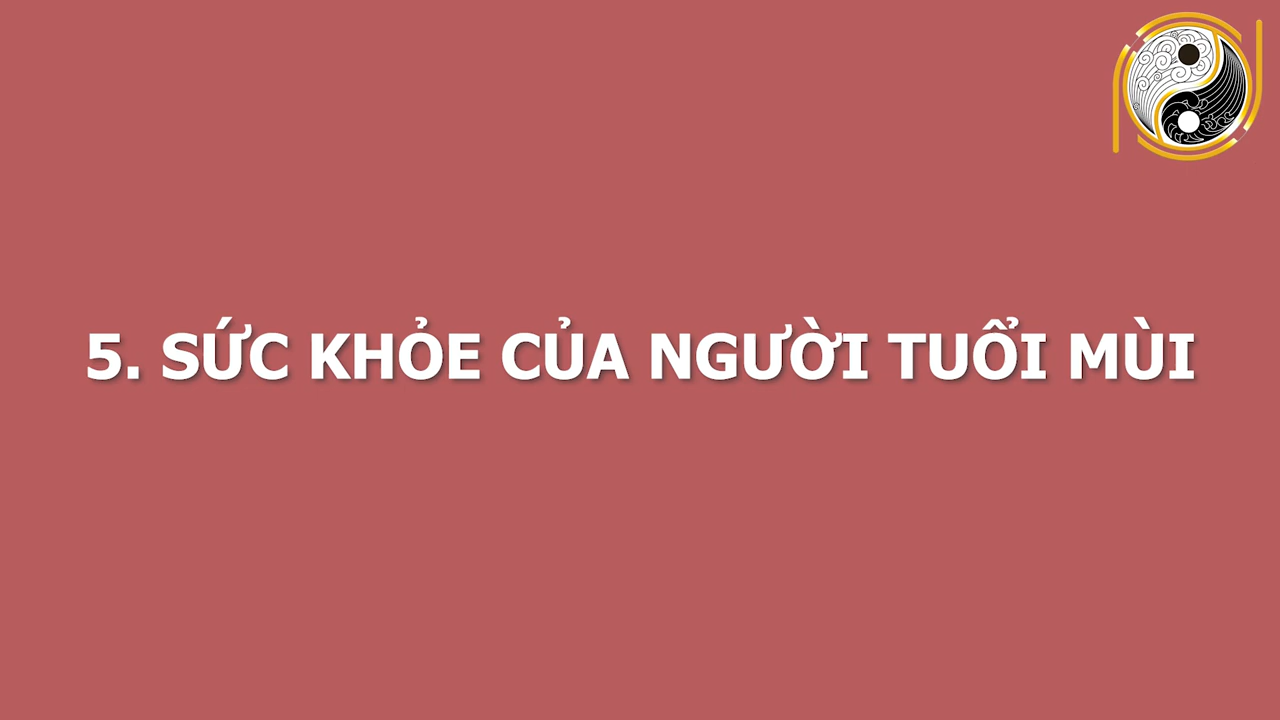 5. SỨC KHỎE CỦA NGƯỜI TUỔI MÙI